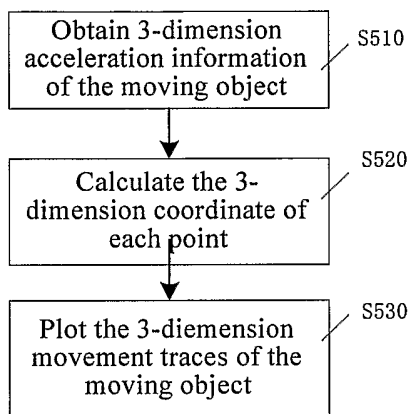 Obtain 3-dimension
acceleration information
of the moving object
S510
Calculate the 3-
dimension coordinate of
each point
S520
Plot the 3-diemension
movement traces of the
moving object
S530